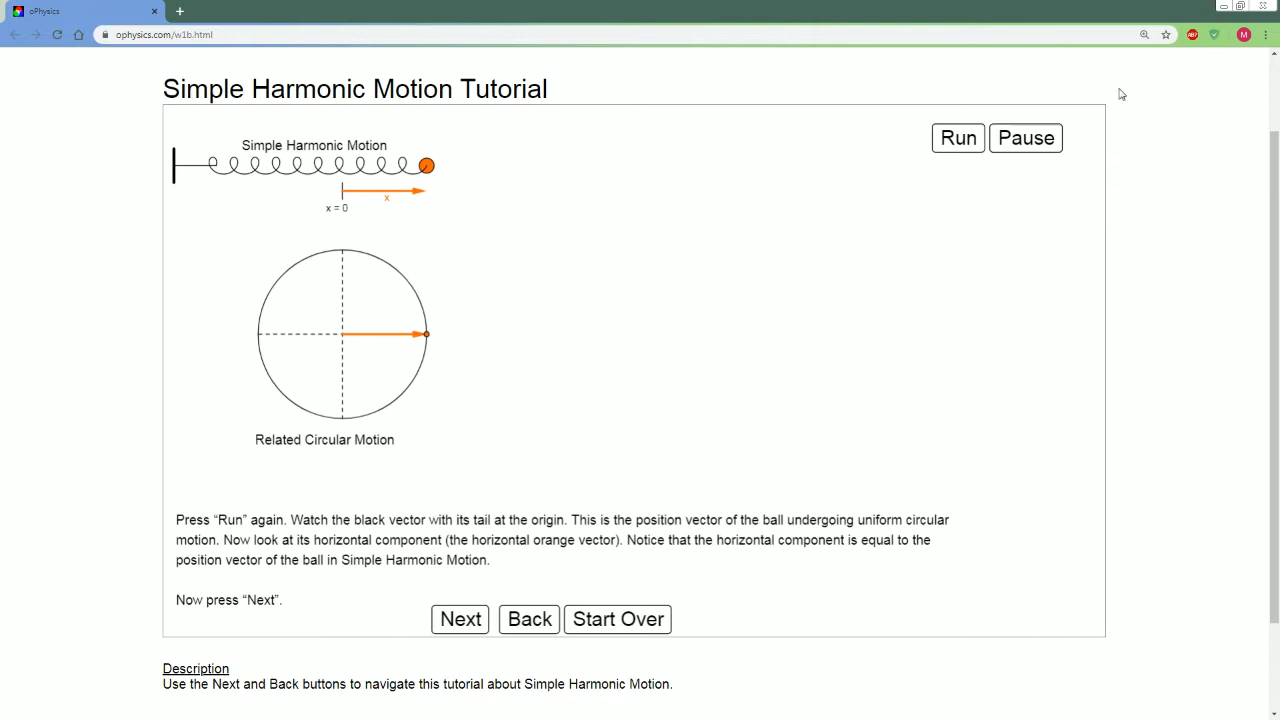 oPhysics
ophysics.com/w1b.html
ABP
M
Simple Harmonic Motion Tutorial
Run Pause
Simple Harmonic Motion
x
x = 0
Related Circular Motion
Press “Run” again. Watch the black vector with its tail at the origin. This is the position vector of the ball undergoing uniform circular
motion. Now look at its horizontal component (the horizontal orange vector). Notice that the horizontal component is equal to the
position vector of the ball in Simple Harmonic Motion.
Now press “Next”.
Next Back Start Over
Description
Use the Next and Back buttons to navigate this tutorial about Simple Harmonic Motion.